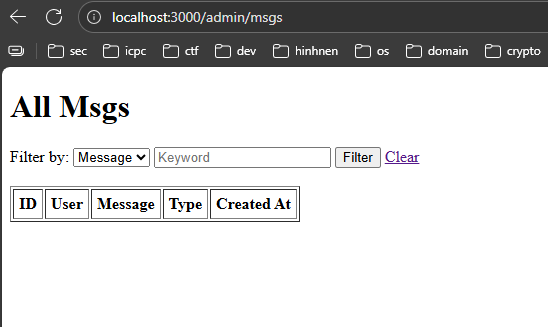 localhost:3000/admin/msgs
sec icpc ctf dev hinhnen os domain crypto
All Msgs
Filter by: Message Keyword Filter Clear
ID User Message Type Created At